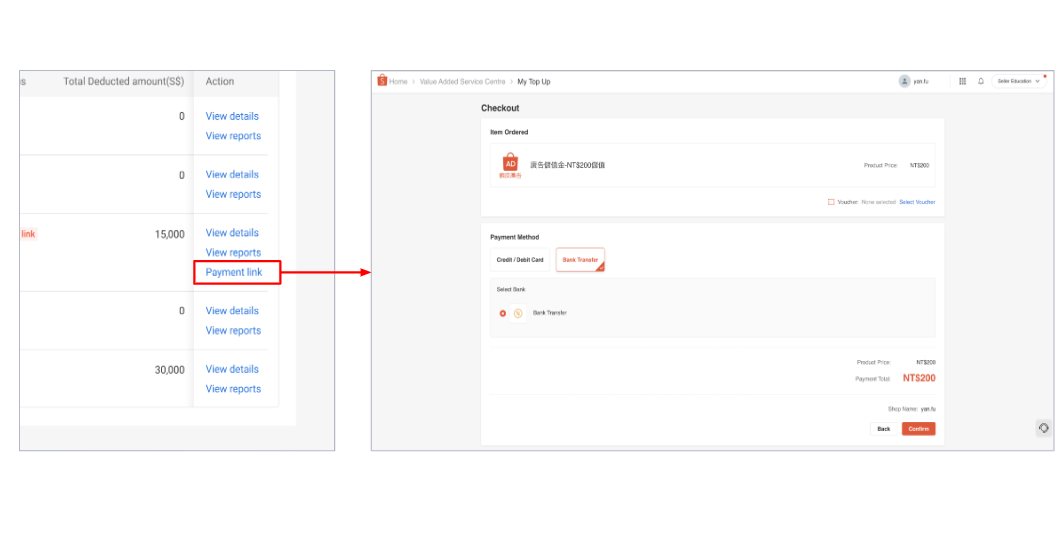 Total Deducted amount(S$) Action
0 View details
View reports
0 View details
View reports
link 15,000 View details
View reports
Payment link
0 View details
View reports
30,000 View details
View reports
Home > Value Added Service Centre > My Top Up
yan.fu
Seller Education
Checkout
Item Ordered
AD
廣告儲值金-NT$200儲值
Product Price: NT$200
Voucher: None selected Select Voucher
Payment Method
Credit / Debit Card Bank Transfer
Select Bank
Bank Transfer
Product Price: NT$200
Payment Total: NT$200
Shop Name: yan.fu
Back Confirm